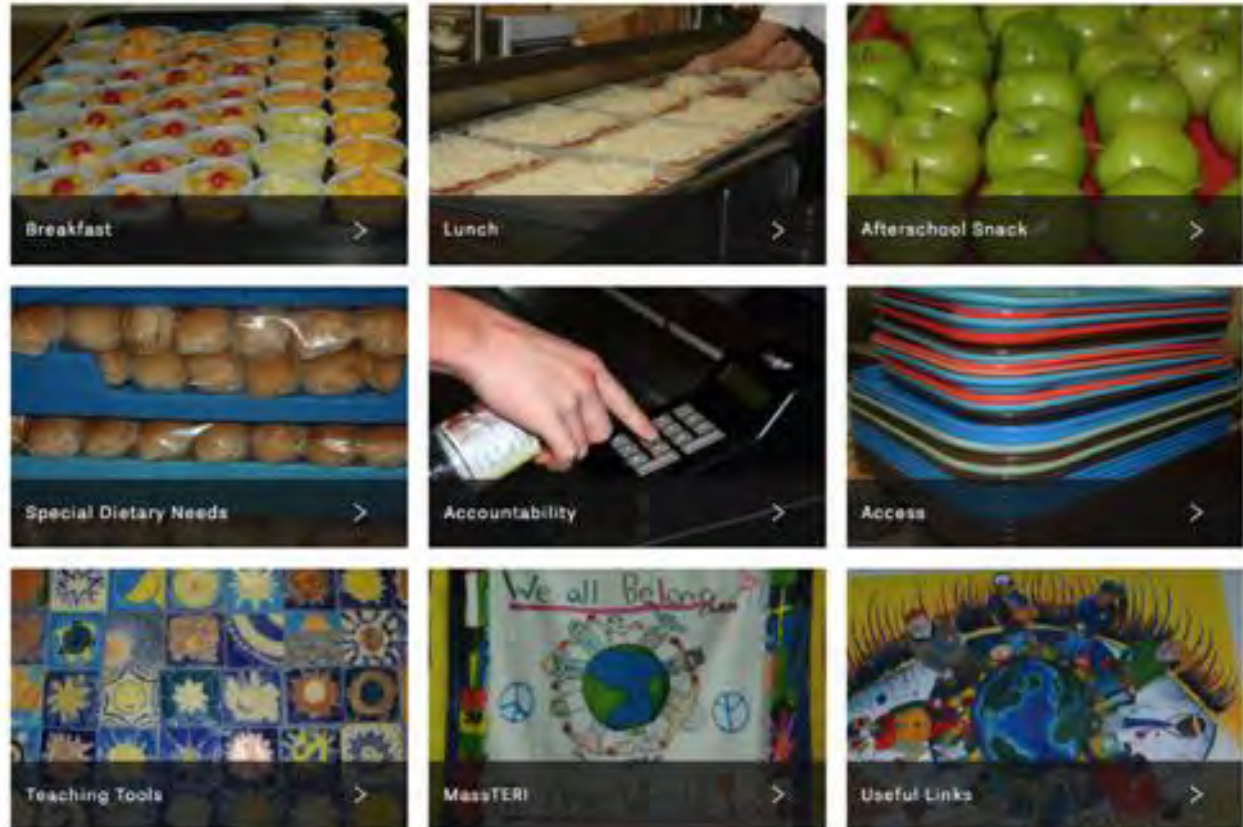 Breakfast >
Lunch >
Afterschool Snack >
Special Dietary Needs >
Accountability >
Access >
We all Belong
Teaching Tools >
MassTERI >
Useful Links >